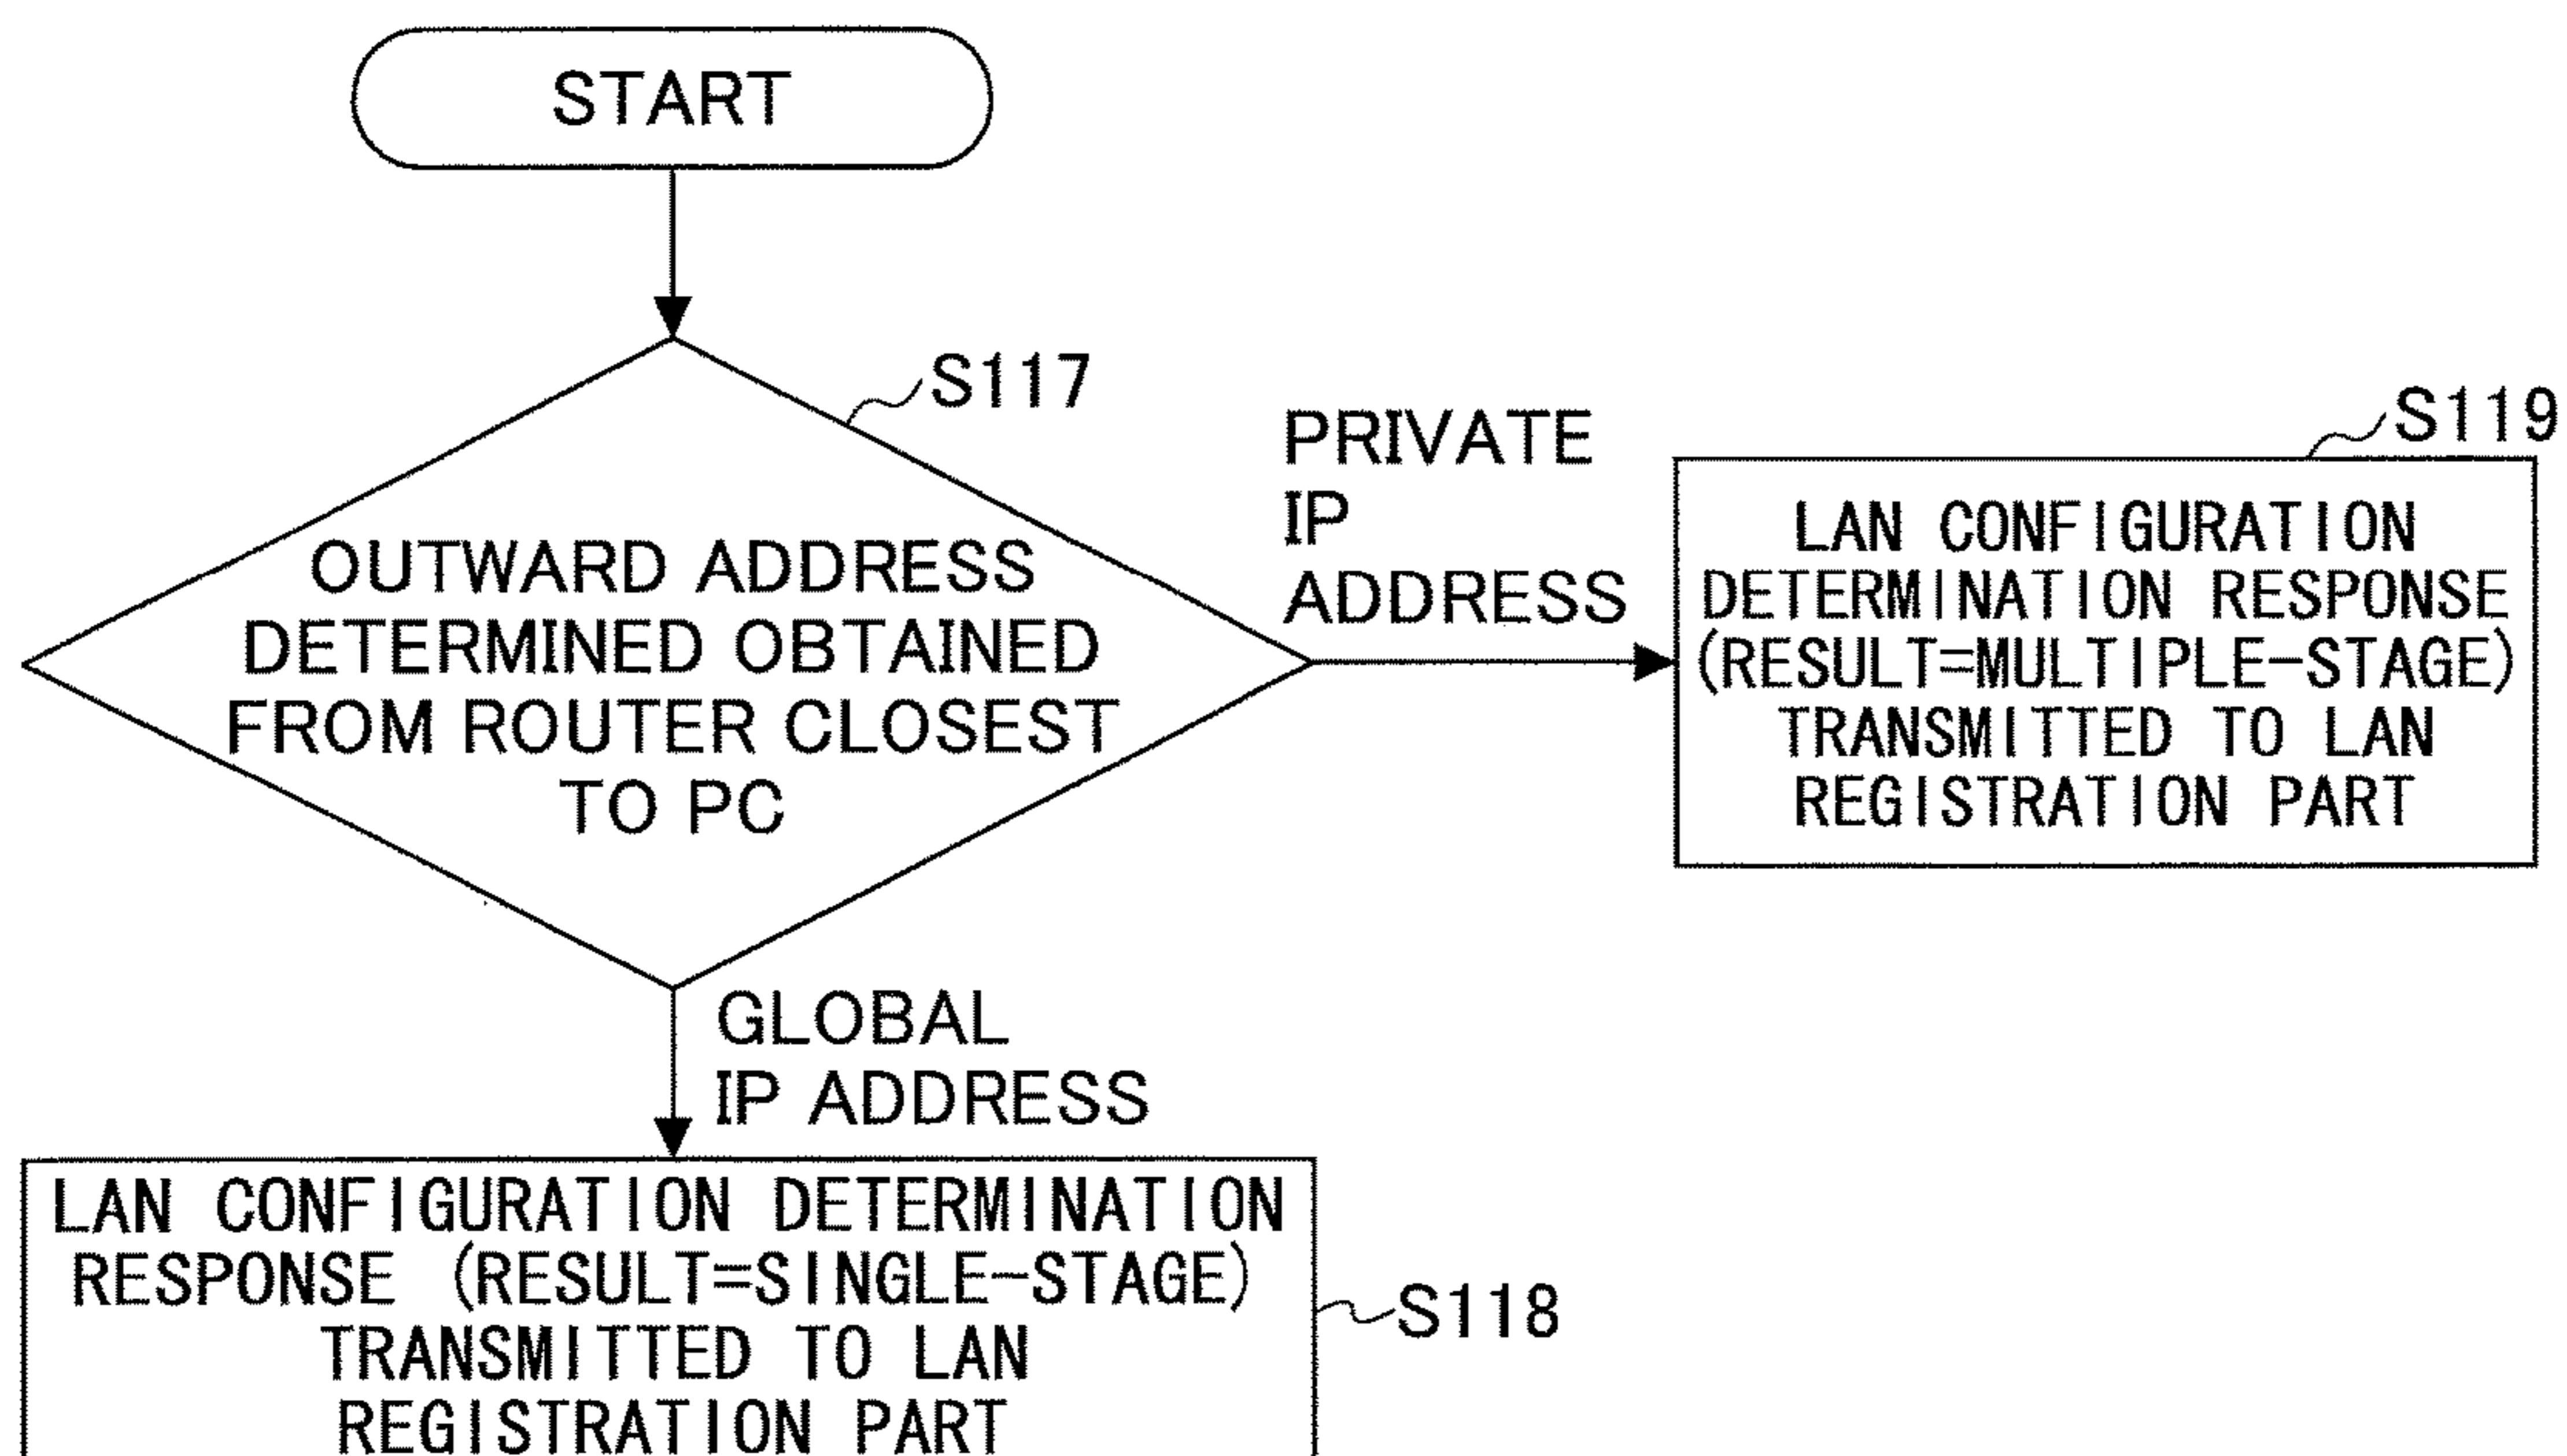 START
S117
OUTWARD ADDRESS
DETERMINED OBTAINED
FROM ROUTER CLOSEST
TO PC
PRIVATE
IP
ADDRESS
S119
LAN CONFIGURATION
DETERMINATION RESPONSE
(RESULT=MULTIPLE-STAGE)
TRANSMITTED TO LAN
REGISTRATION PART
GLOBAL
IP ADDRESS
LAN CONFIGURATION DETERMINATION
RESPONSE (RESULT=SINGLE-STAGE)
TRANSMITTED TO LAN
REGISTRATION PART
S118